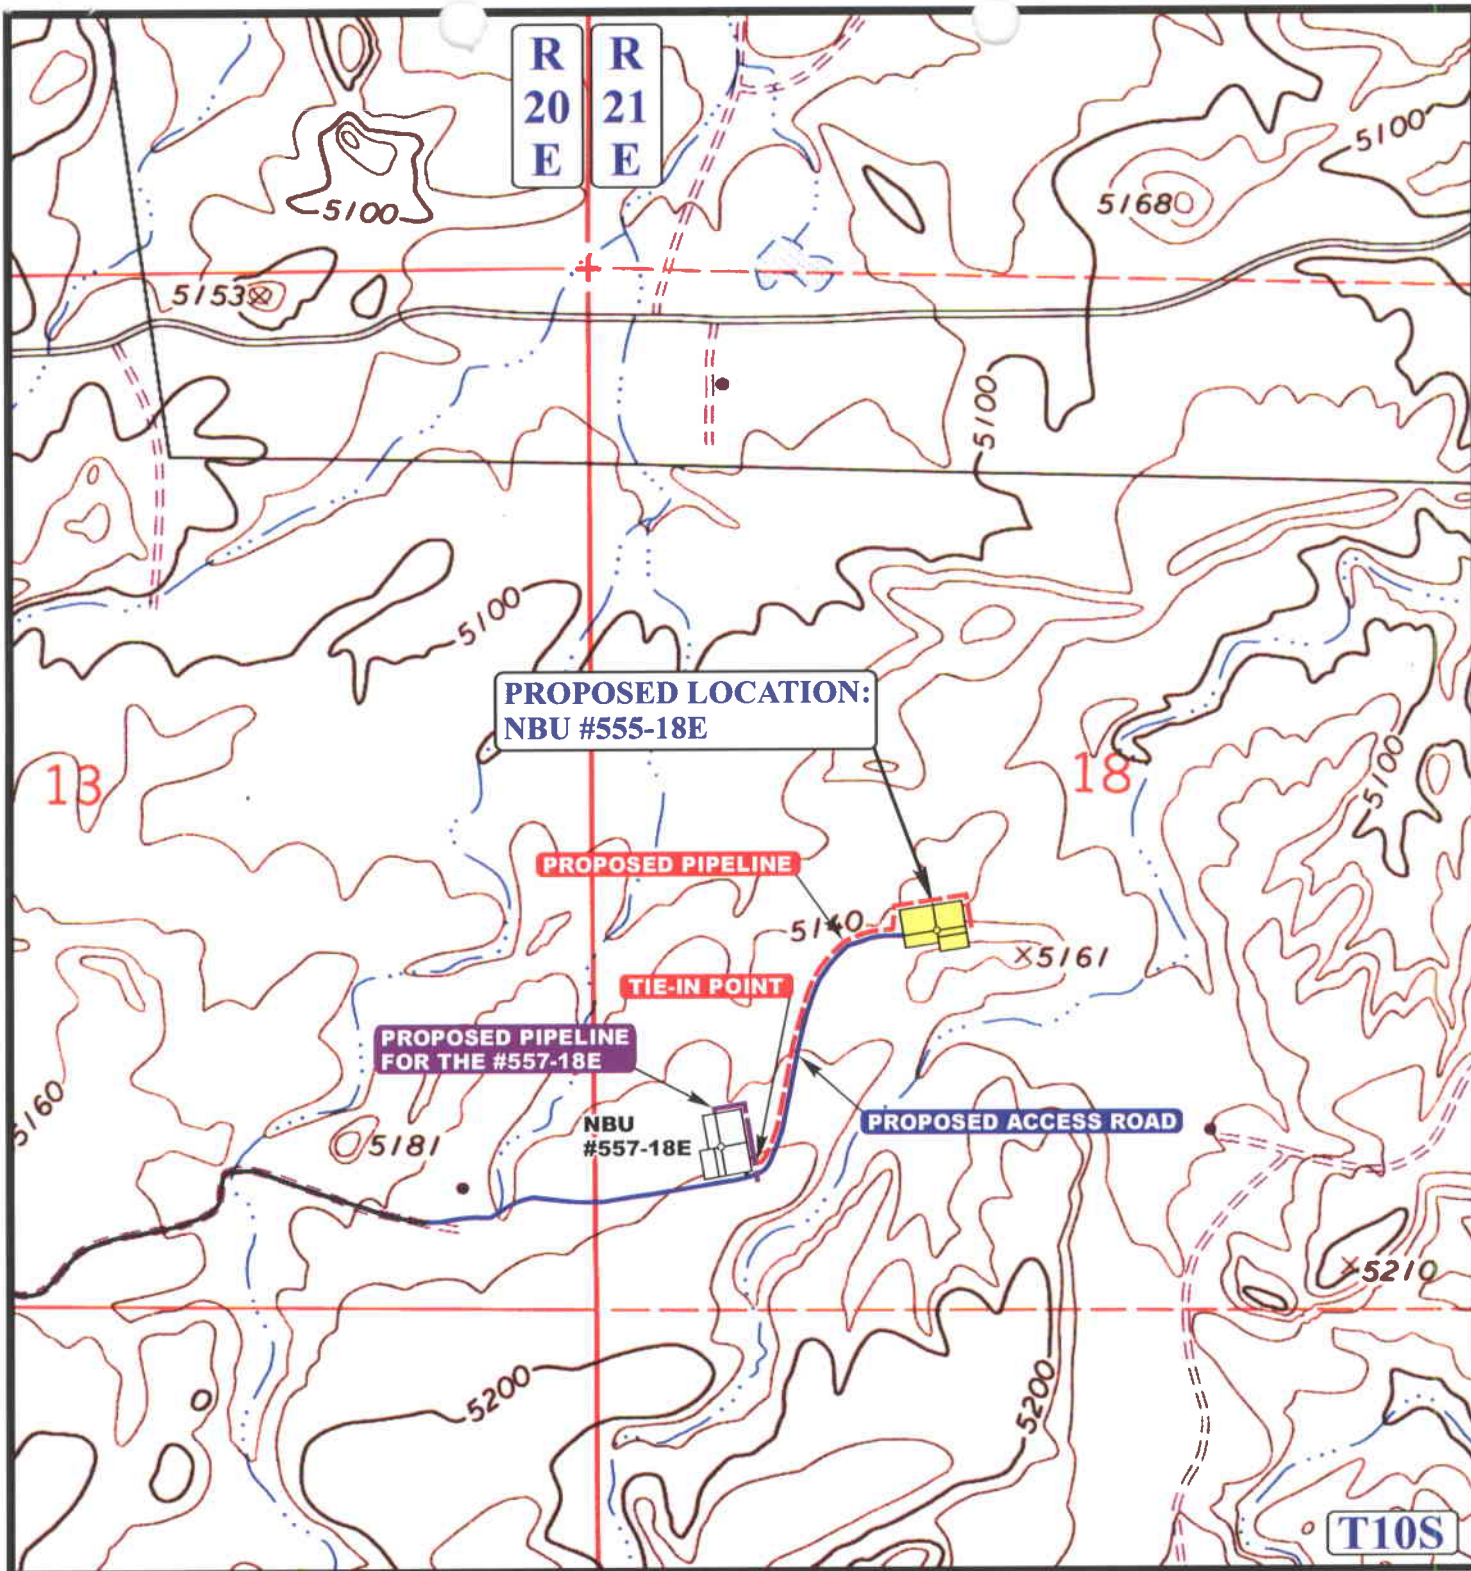 R
20
E
R
21
E
5100
5168
5100
5153
5100
5100
PROPOSED LOCATION:
NBU #555-18E
13
18
5100
PROPOSED PIPELINE
5140
5161
TIE-IN POINT
PROPOSED PIPELINE
FOR THE #557-18E
5160
NBU
#557-18E
PROPOSED ACCESS ROAD
5181
5210
5200
5200
T10S